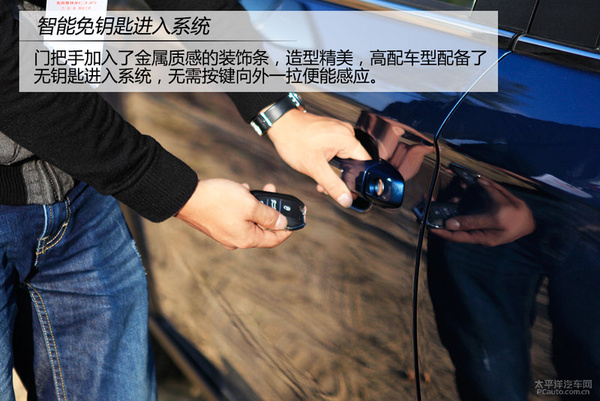 智能免钥匙进入系统
门把手加入了金属质感的装饰条，造型精美，高配车型配备了
无钥匙进入系统，无需按键向外一拉便能感应。
太平洋汽车网
PCauto.com.cn